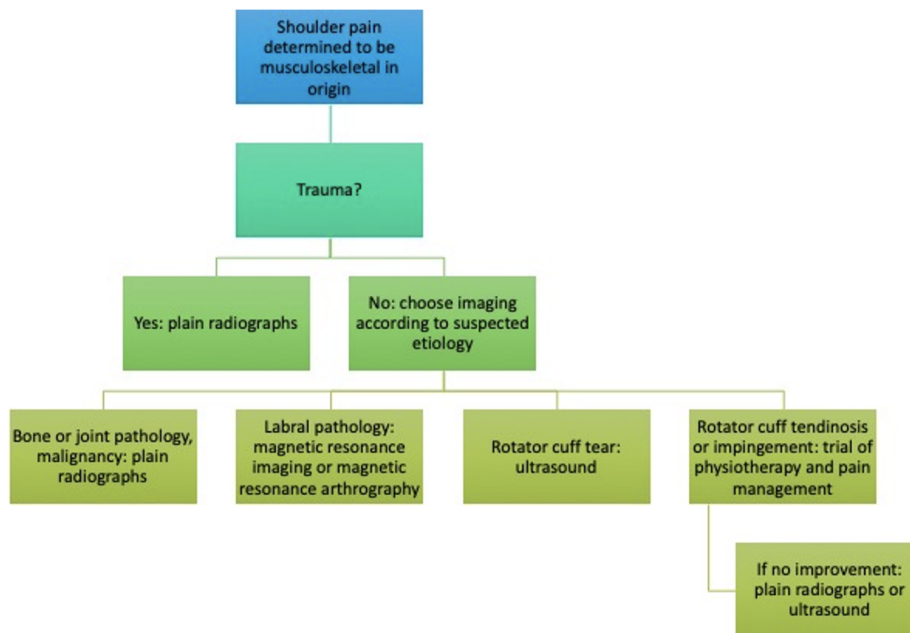 Shoulder pain
determined to be
musculoskeletal in
origin
Trauma?
Yes: plain radiographs
No: choose imaging
according to suspected
etiology
Bone or joint pathology,
malignancy: plain
radiographs
Labral pathology:
magnetic resonance
imaging or magnetic
resonance arthrography
Rotator cuff tear:
ultrasound
Rotator cuff tendinosis
or impingement: trial of
physiotherapy and pain
management
If no improvement:
plain radiographs or
ultrasound